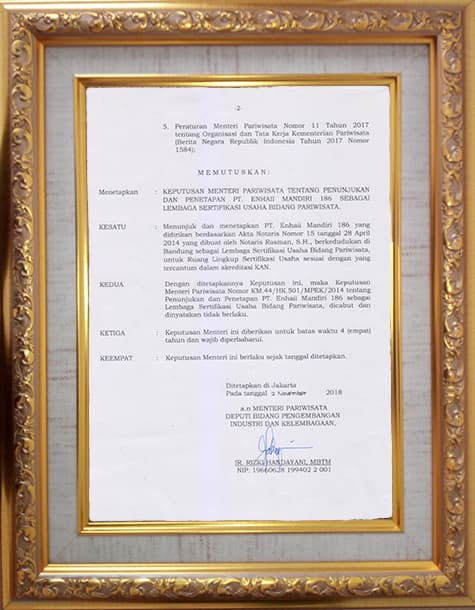 -2-
5. Peraturan Menteri Pariwisata Nomor 11 Tahun 2017
tentang Organisasi dan Tata Kerja Kementerian Pariwisata
(Berita Negara Republik Indonesia Tahun 2017 Nomor
1584);
MEMUTUSKAN:
Menetapkan : KEPUTUSAN MENTERI PARIWISATA TENTANG PENUNJUKAN
DAN PENETAPAN PT. ENHAII MANDIRI 186 SEBAGAI
LEMBAGA SERTIFIKASI USAHA BIDANG PARIWISATA.
KESATU : Menunjuk dan menetapkan PT. Enhaii Mandiri 186 yang
didirikan berdasarkan Akta Notaris Nomor 15 tanggal 28 April
2014 yang dibuat oleh Notaris Rasman, S.H., berkedudukan di
Bandung sebagai Lembaga Sertifikasi Usaha Bidang Pariwisata,
untuk Ruang Lingkup Sertifikasi Usaha sesuai dengan yang
tercantum dalam akreditasi KAN.
KEDUA : Dengan ditetapkannya Keputusan ini, maka Keputusan
Menteri Pariwisata Nomor KM.44/HK.501/MPEK/2014 tentang
Penunjukan dan Penetapan PT. Enhaii Mandiri 186 sebagai
Lembaga Sertifikasi Usaha Bidang Pariwisata, dicabut dan
dinyatakan tidak berlaku.
KETIGA : Keputusan Menteri ini diberikan untuk batas waktu 4 (empat)
tahun dan wajib diperbaharui.
KEEMPAT : Keputusan Menteri ini berlaku sejak tanggal ditetapkan.
Ditetapkan di Jakarta
Pada tanggal 2 November 2018
a.n MENTERI PARIWISATA
DEPUTI BIDANG PENGEMBANGAN
INDUSTRI DAN KELEMBAGAAN,
IR. RIZKI HANDAYANI, MBTM
NIP. 19660628 199402 2 001